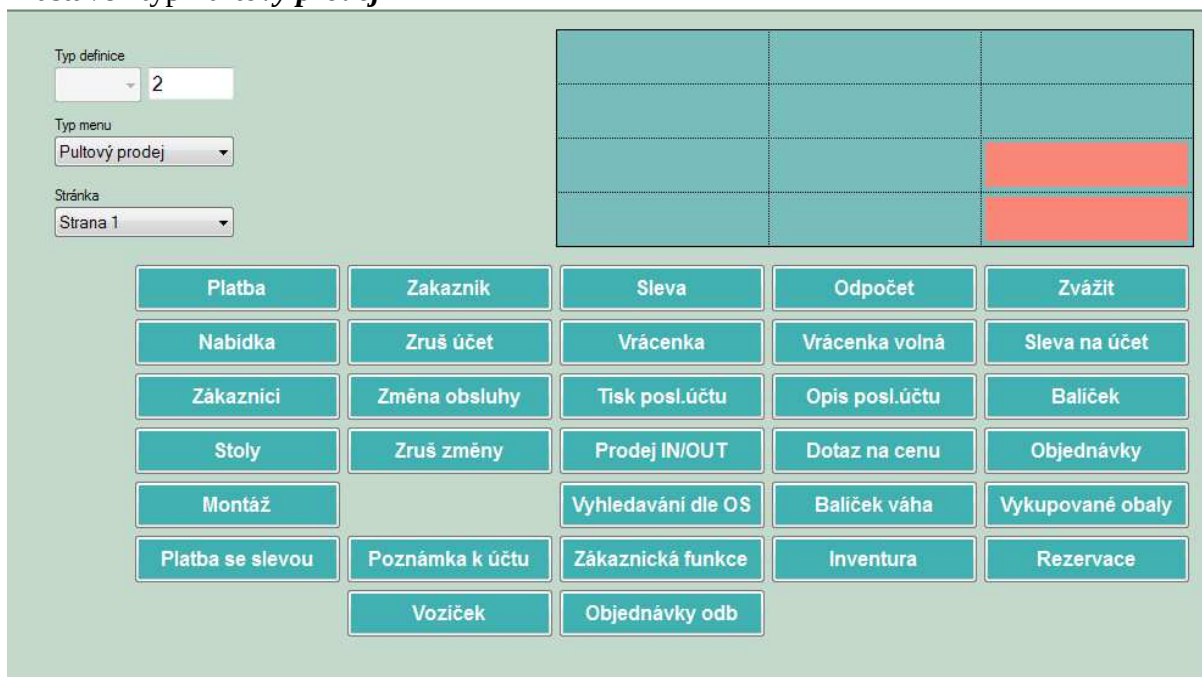 Typ definice
2
Typ menu
Pultový prodej
Stránka
Strana 1
Platba Zakaznik Sleva Odpočet Zvážit
Nabídka Zruš účet Vrácenka Vrácenka volná Sleva na účet
Zákazníci Změna obsluhy Tisk posl.účtu Opis posl.účtu Balíček
Stoly Zruš změny Prodej IN/OUT Dotaz na cenu Objednávky
Montáž Vyhledavání dle OS Balíček váha Vykupované obaly
Platba se slevou Poznámka k účtu Zákaznická funkce Inventura Rezervace
Vozíček Objednávky odb